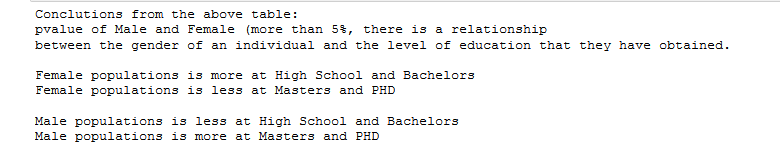 Conclutions from the above table:
pvalue of Male and Female (more than 5%, there is a relationship
between the gender of an individual and the level of education that they have obtained.
Female populations is more at High School and Bachelors
Female populations is less at Masters and PHD
Male populations is less at High School and Bachelors
Male populations is more at Masters and PHD